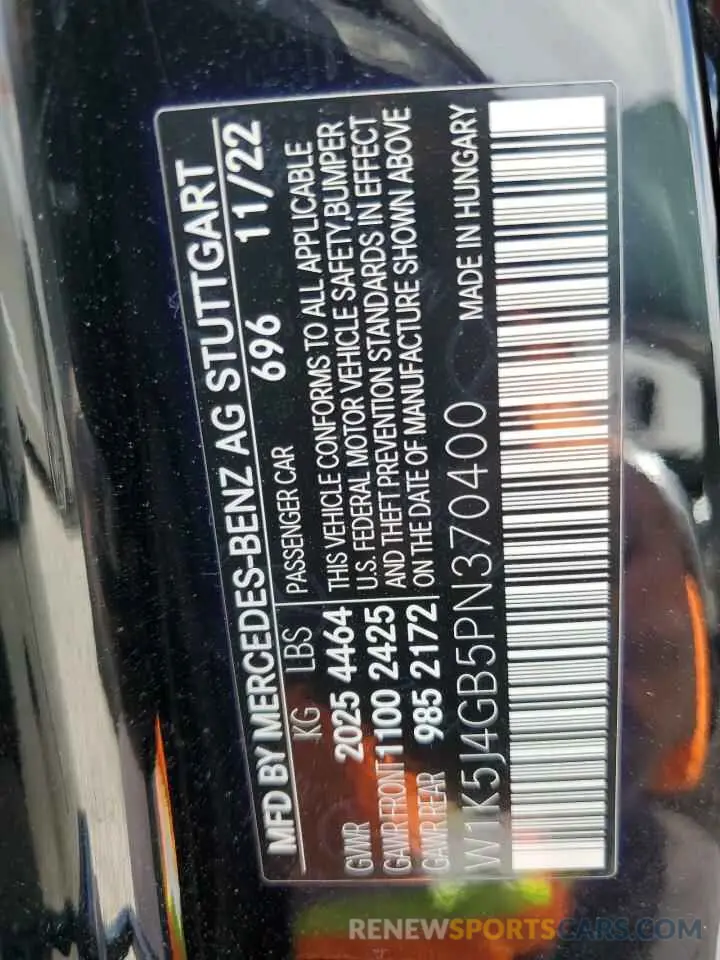 MFD BY MERCEDES-BENZ AG STUTTGART
696 11/22
KG LBS PASSENGER CAR
GVWR 2025 4464 THIS VEHICLE CONFORMS TO ALL APPLICABLE
GAWR FRONT 1100 2425 U.S. FEDERAL MOTOR VEHICLE SAFETY, BUMPER
GAWR REAR 985 2172 AND THEFT PREVENTION STANDARDS IN EFFECT
ON THE DATE OF MANUFACTURE SHOWN ABOVE
W1K5J4GB5PN370400 MADE IN HUNGARY
RENEWSPORTSCARS.COM